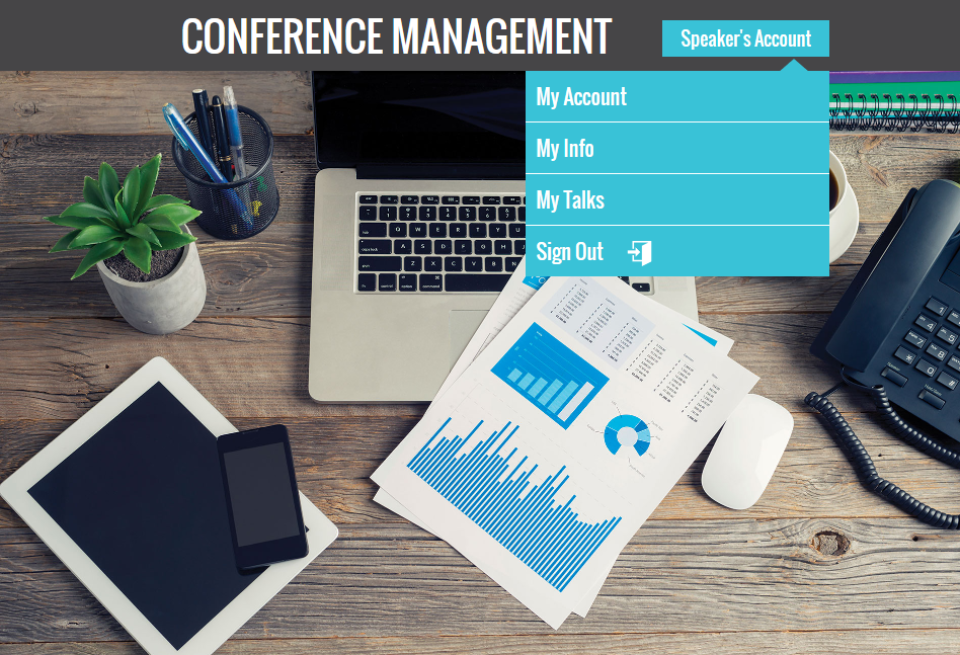 CONFERENCE MANAGEMENT
Speaker's Account
My Account
My Info
My Talks
Sign Out